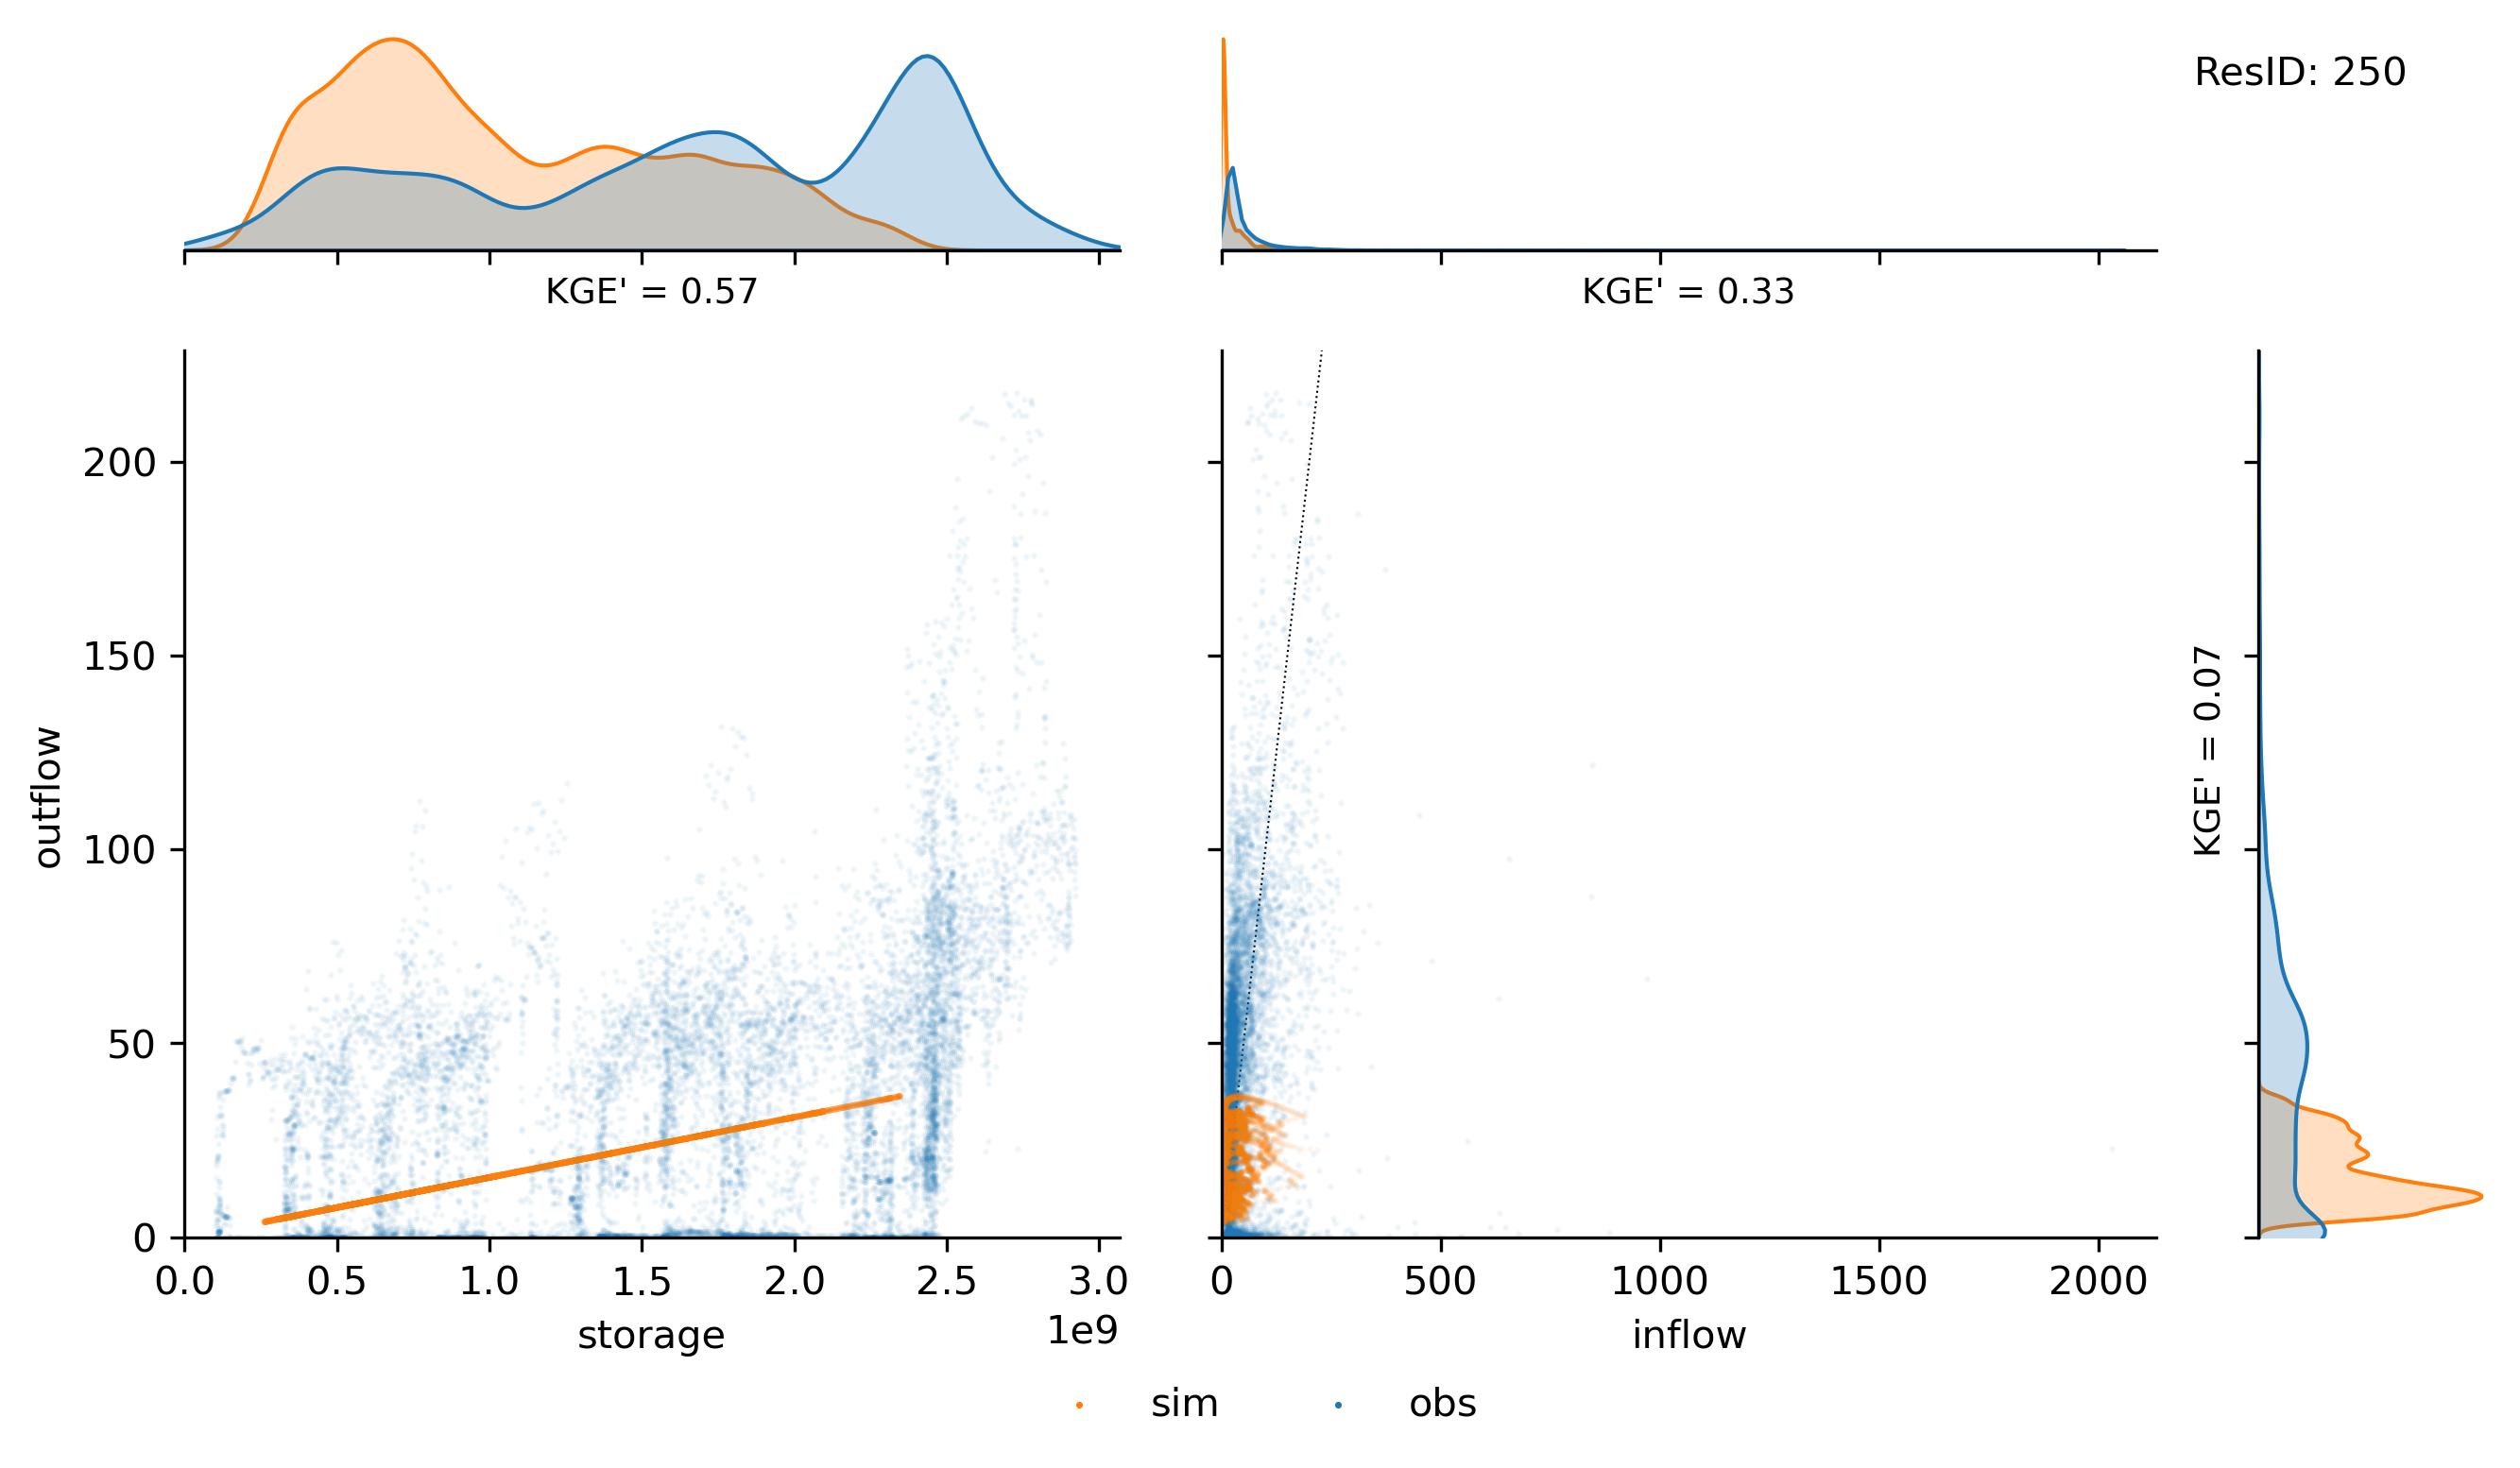 ResID: 250
KGE' = 0.57
KGE' = 0.33
200
150
100
50
0
outflow
KGE' = 0.07
0.0 0.5 1.0 1.5 2.0 2.5 3.0
1e9
storage
0 500 1000 1500 2000
inflow
sim obs